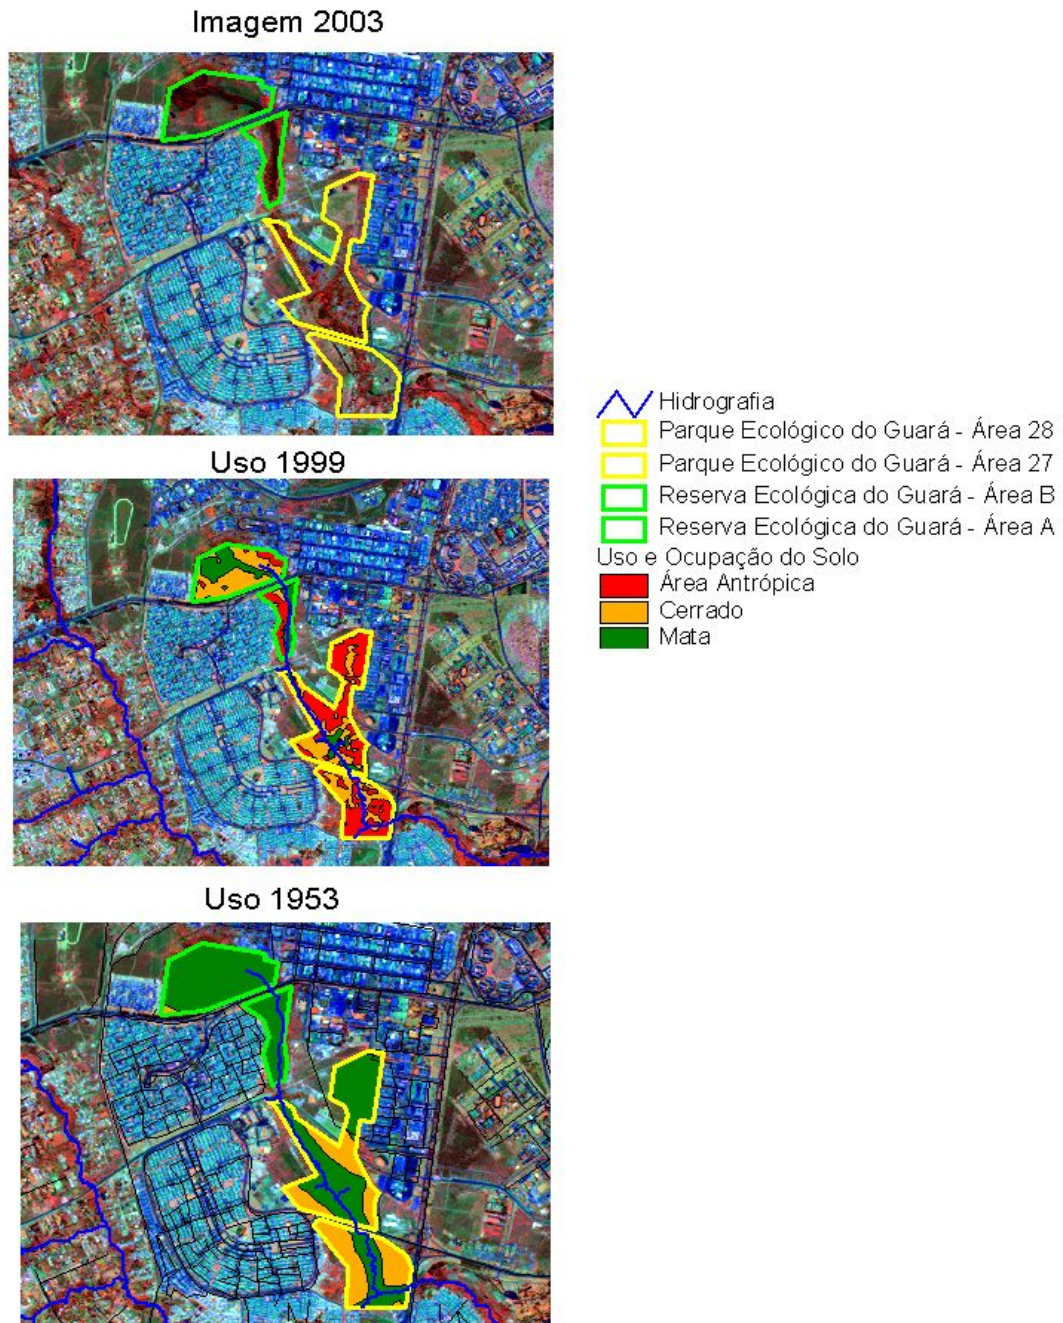 Imagem 2003
Hidrografia
Parque Ecológico do Guará - Área 28
Parque Ecológico do Guará - Área 27
Reserva Ecológica do Guará - Área B
Reserva Ecológica do Guará - Área A
Uso e Ocupação do Solo
Área Antrópica
Cerrado
Mata
Uso 1999
Uso 1953